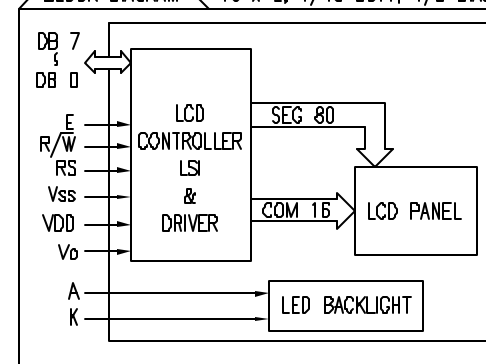 DB 7
DB 0
E
R/W
RS
Vss
VDD
Vo
A
K
LCD
CONTROLLER
LSI
&
DRIVER
SEG 80
COM 16
LCD PANEL
LED BACKLIGHT